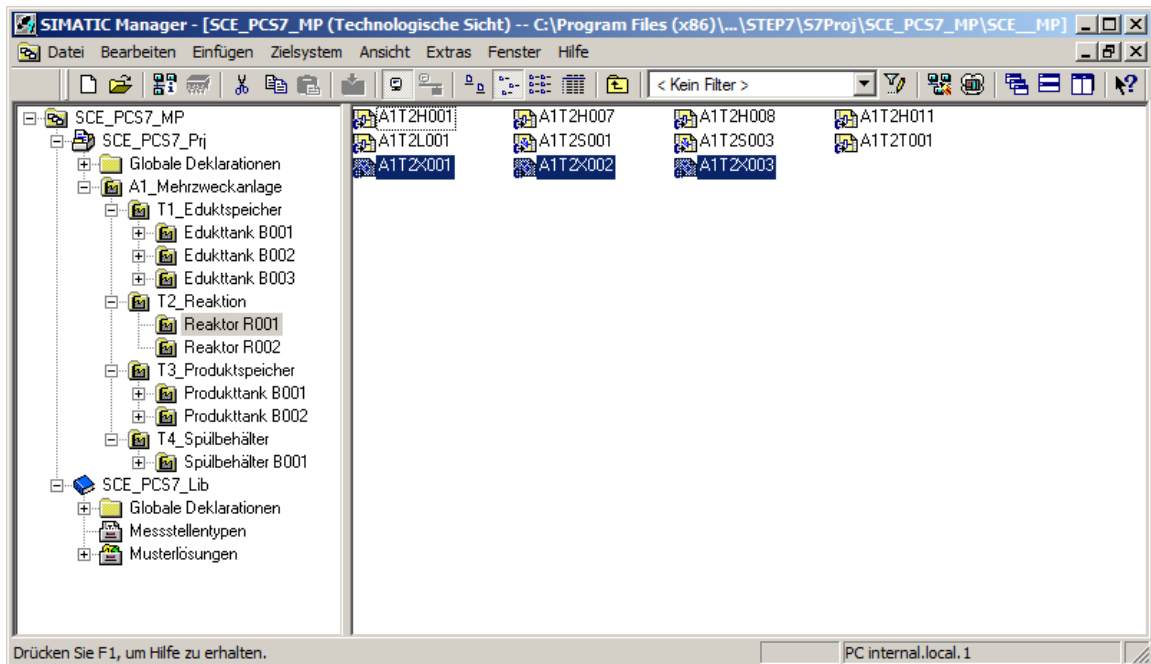 SIMATIC Manager - [SCE_PCS7_MP (Technologische Sicht) -- C:\Program Files (x86)\...\STEP7\S7Proj\SCE_PCS7_MP\SCE__MP]
Datei Bearbeiten Einfügen Zielsystem Ansicht Extras Fenster Hilfe
< Kein Filter >
SCE_PCS7_MP
SCE_PCS7_Prj
Globale Deklarationen
A1_Mehrzweckanlage
T1_Eduktspeicher
Edukttank B001
Edukttank B002
Edukttank B003
T2_Reaktion
Reaktor R001
Reaktor R002
T3_Produktspeicher
Produkttank B001
Produkttank B002
T4_Spülbehälter
Spülbehälter B001
SCE_PCS7_Lib
Globale Deklarationen
Messstellentypen
Musterlösungen
A1T2H001 A1T2H007 A1T2H008 A1T2H011
A1T2L001 A1T2S001 A1T2S003 A1T2T001
A1T2X001 A1T2X002 A1T2X003
Drücken Sie F1, um Hilfe zu erhalten.
PC internal.local.1